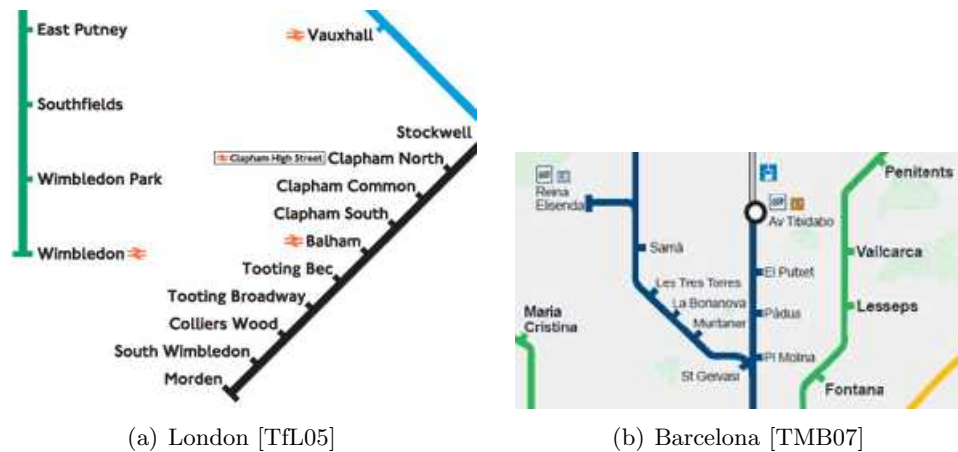 East Putney
Southfields
Wimbledon Park
Wimbledon
Vauxhall
Stockwell
Clapham High Street Clapham North
Clapham Common
Clapham South
Balham
Tooting Bec
Tooting Broadway
Colliers Wood
South Wimbledon
Morden
(a) London [TfL05]
Reina
Elisenda
Sarrià
Les Tres Torres
La Bonanova
Muntaner
St Gervasi
Av Tibidabo
El Putxet
Pàdua
Pl Molina
Maria
Cristina
Penitents
Vallcarca
Lesseps
Fontana
(b) Barcelona [TMB07]